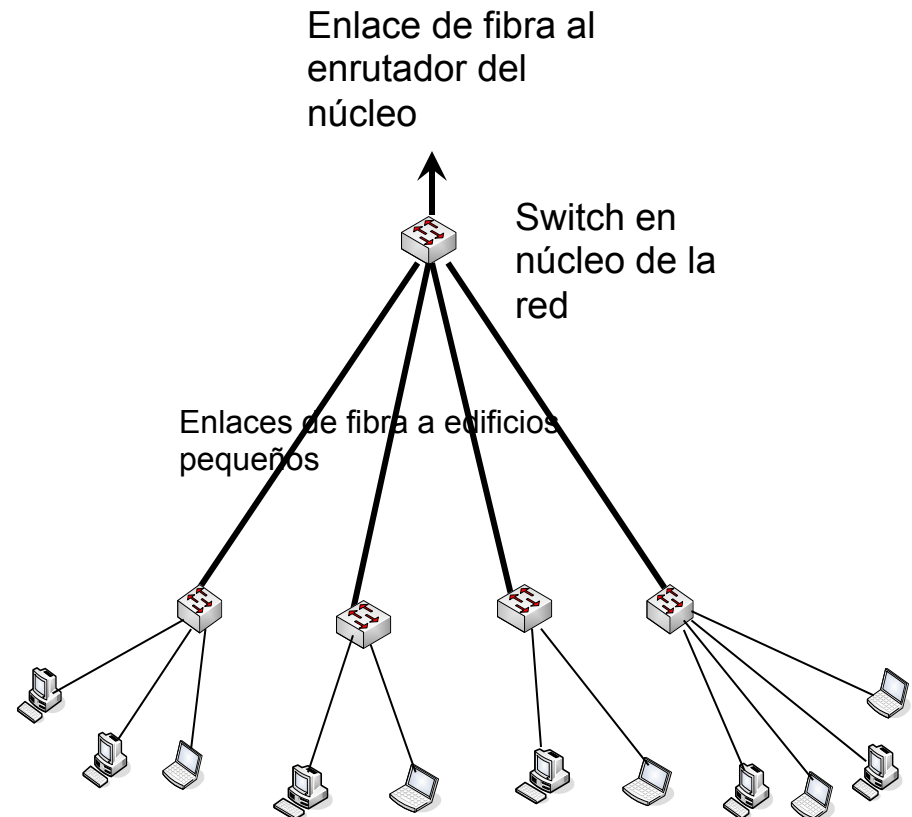 Enlace de fibra al
enrutador del
núcleo
Switch en
núcleo de la
red
Enlaces de fibra a edificios
pequeños